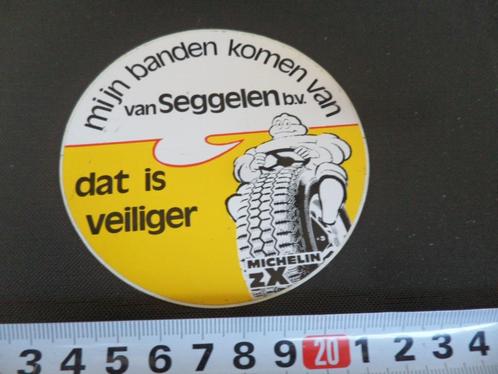 mijn banden komen van
van Seggelen b.v.
dat is
veiliger
MICHELIN
ZX
3 4 5 6 7 8 9 20 1 2 3 4